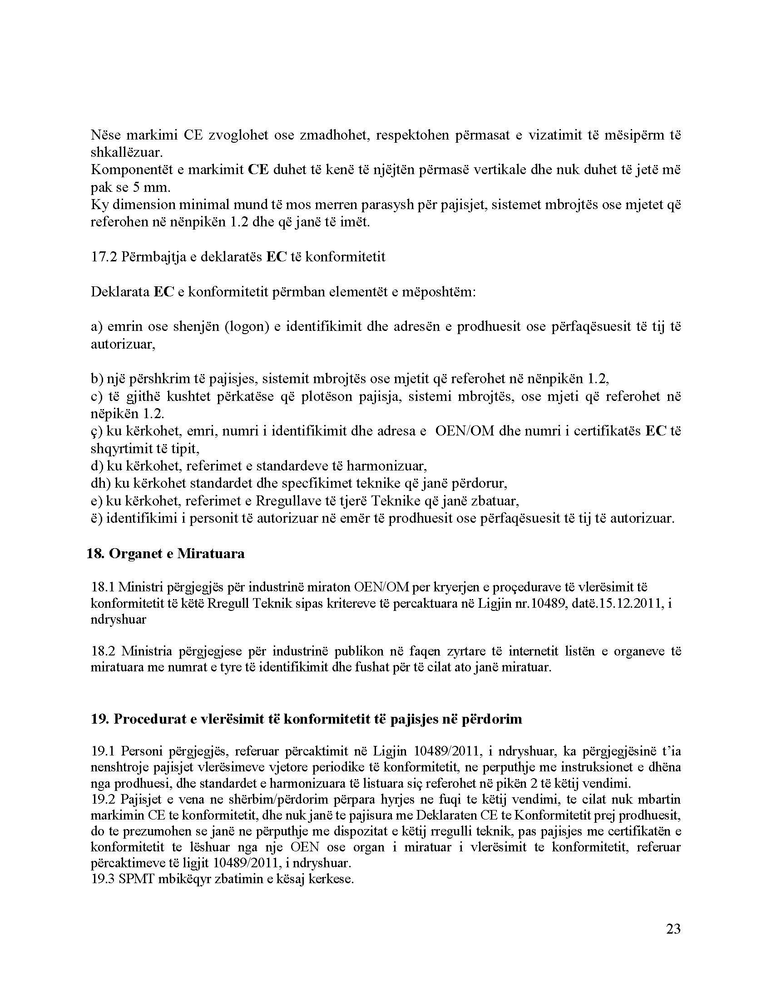 Nëse markimi CE zvoglohet ose zmadhohet, respektohen përmasat e vizatimit të mësipërm të
shkallëzuar.
Komponentët e markimit CE duhet të kenë të njëjtën përmasë vertikale dhe nuk duhet të jetë më
pak se 5 mm.
Ky dimension minimal mund të mos merren parasysh për pajisjet, sistemet mbrojtës ose mjetet që
referohen në nënpikën 1.2 dhe që janë të imët.
17.2 Përmbajtja e deklaratës EC të konformitetit
Deklarata EC e konformitetit përmban elementët e mëposhtëm:
a) emrin ose shenjën (logon) e identifikimit dhe adresën e prodhuesit ose përfaqësuesit të tij të
autorizuar,
b) një përshkrim të pajisjes, sistemit mbrojtës ose mjetit që referohet në nënpikën 1.2,
c) të gjithë kushtet përkatëse që plotëson pajisja, sistemi mbrojtës, ose mjeti që referohet në
nëpikën 1.2.
ç) ku kërkohet, emri, numri i identifikimit dhe adresa e  OEN/OM dhe numri i certifikatës EC të
shqyrtimit të tipit,
d) ku kërkohet, referimet e standardeve të harmonizuar,
dh) ku kërkohet standardet dhe specfikimet teknike që janë përdorur,
e) ku kërkohet, referimet e Rregullave të tjerë Teknike që janë zbatuar,
ë) identifikimi i personit të autorizuar në emër të prodhuesit ose përfaqësuesit të tij të autorizuar.
18. Organet e Miratuara
18.1 Ministri përgjegjës për industrinë miraton OEN/OM per kryerjen e proçedurave të vlerësimit të
konformitetit të këtë Rregull Teknik sipas kritereve të percaktuara në Ligjin nr.10489, datë.15.12.2011, i
ndryshuar
18.2 Ministria përgjegjese për industrinë publikon në faqen zyrtare të internetit listën e organeve të
miratuara me numrat e tyre të identifikimit dhe fushat për të cilat ato janë miratuar.
19. Procedurat e vlerësimit të konformitetit të pajisjes në përdorim
19.1 Personi përgjegjës, referuar përcaktimit në Ligjin 10489/2011, i ndryshuar, ka përgjegjësinë t’ia
nenshtroje pajisjet vlerësimeve vjetore periodike të konformitetit, ne perputhje me instruksionet e dhëna
nga prodhuesi, dhe standardet e harmonizuara të listuara siç referohet në pikën 2 të këtij vendimi.
19.2 Pajisjet e vena ne shërbim/përdorim përpara hyrjes ne fuqi te këtij vendimi, te cilat nuk mbartin
markimin CE te konformitetit, dhe nuk janë te pajisura me Deklaraten CE te Konformitetit prej prodhuesit,
do te prezumohen se janë ne përputhje me dispozitat e këtij rregulli teknik, pas pajisjes me certifikatën e
konformitetit te lëshuar nga nje OEN ose organ i miratuar i vlerësimit te konformitetit, referuar
përcaktimeve të ligjit 10489/2011, i ndryshuar.
19.3 SPMT mbikëqyr zbatimin e kësaj kerkese.
23